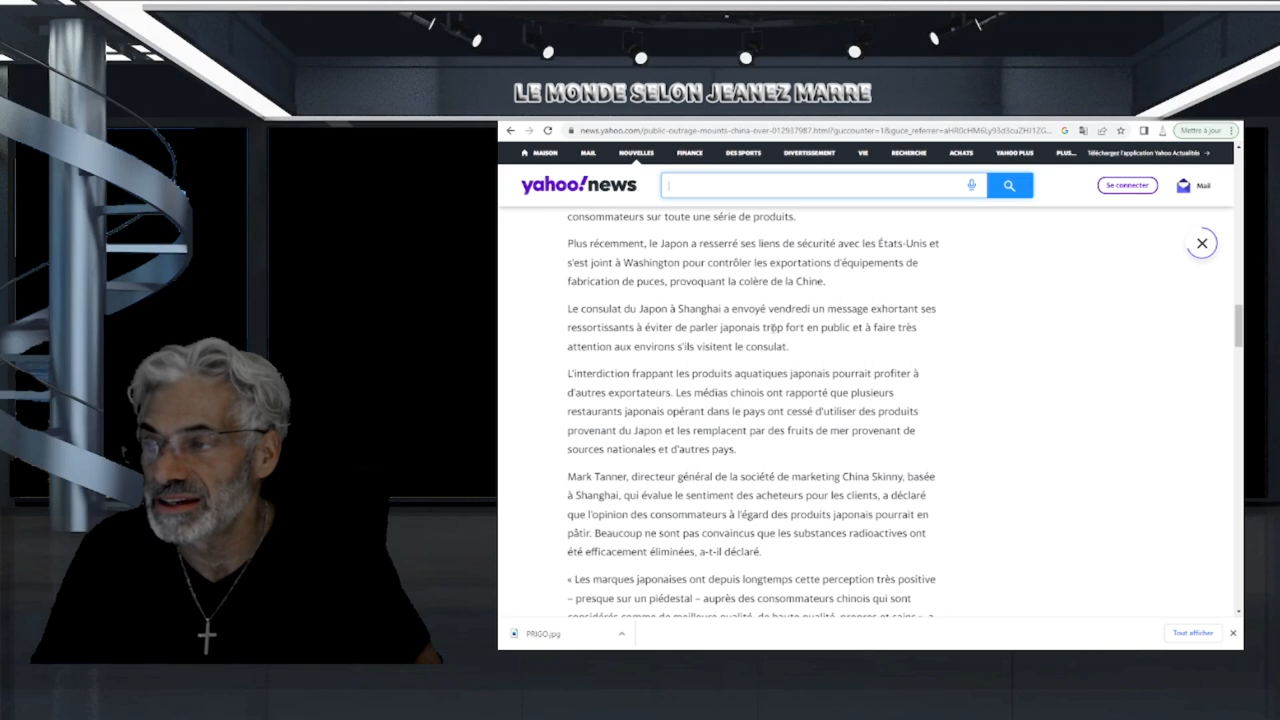 LE MONDE SELON JEANEZ MARRE
news.yahoo.com/public-outrage-mounts-china-over-012937987.html?guccounter=1&guce_referrer=aHR0cHM6Ly93d3cuZHJ1ZG...
Mettre à jour
MAISON MAIL NOUVELLES FINANCE DES SPORTS DIVERTISSEMENT VIE RECHERCHE ACHATS YAHOO PLUS PLUS... Téléchargez l'application Yahoo Actualités →
yahoo!news
Se connecter
Mail
consommateurs sur toute une série de produits.
Plus récemment, le Japon a resserré ses liens de sécurité avec les États-Unis et
s'est joint à Washington pour contrôler les exportations d'équipements de
fabrication de puces, provoquant la colère de la Chine.
Le consulat du Japon à Shanghai a envoyé vendredi un message exhortant ses
ressortissants à éviter de parler japonais trop fort en public et à faire très
attention aux environs s'ils visitent le consulat.
L'interdiction frappant les produits aquatiques japonais pourrait profiter à
d'autres exportateurs. Les médias chinois ont rapporté que plusieurs
restaurants japonais opérant dans le pays ont cessé d'utiliser des produits
provenant du Japon et les remplacent par des fruits de mer provenant de
sources nationales et d'autres pays.
Mark Tanner, directeur général de la société de marketing China Skinny, basée
à Shanghai, qui évalue le sentiment des acheteurs pour les clients, a déclaré
que l'opinion des consommateurs à l'égard des produits japonais pourrait en
pâtir. Beaucoup ne sont pas convaincus que les substances radioactives ont
été efficacement éliminées, a-t-il déclaré.
« Les marques japonaises ont depuis longtemps cette perception très positive
– presque sur un piédestal – auprès des consommateurs chinois qui sont
considérés comme de meilleure qualité, de haute qualité, propres et sains », a
PRIGO.jpg
Tout afficher